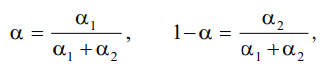 α = α₁ / (α₁ + α₂) ,   1−α = α₂ / (α₁ + α₂) ,